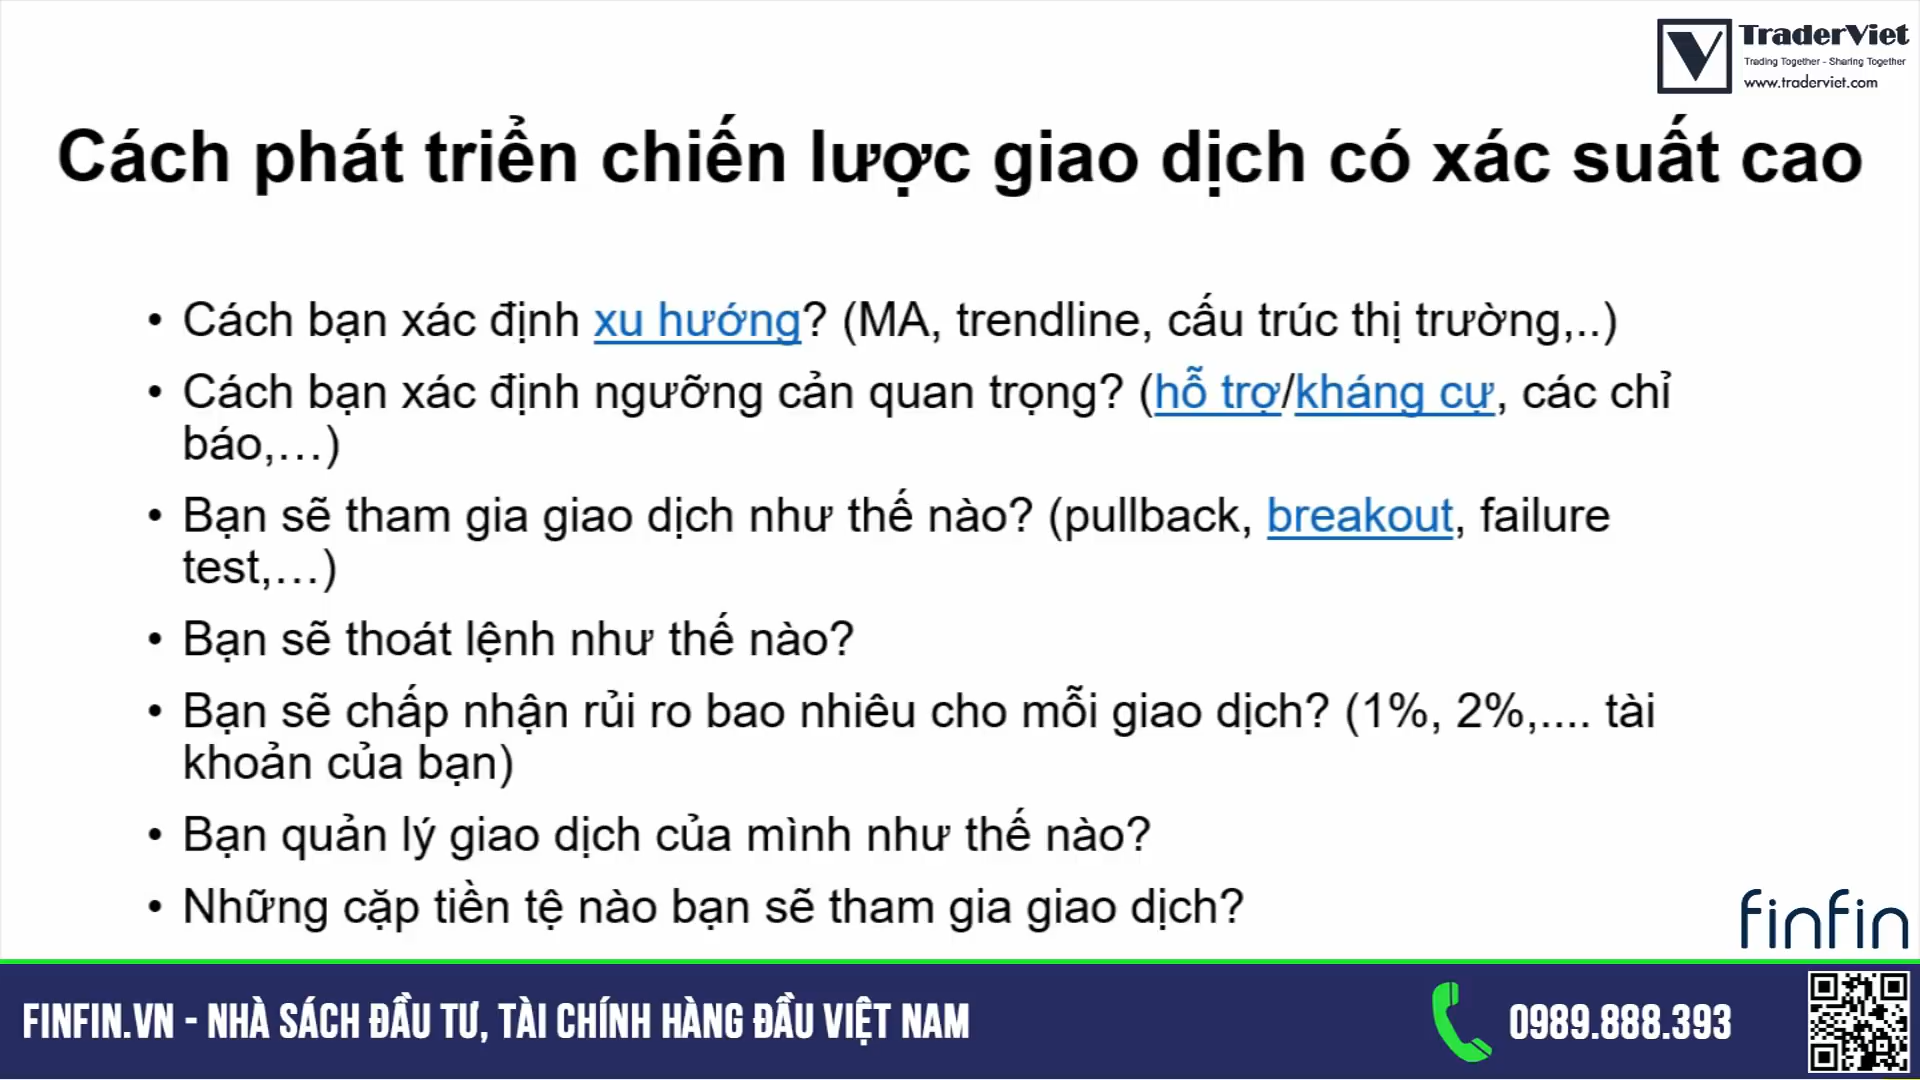 TraderViet
Trading Together - Sharing Together
www.traderviet.com
Cách phát triển chiến lược giao dịch có xác suất cao
• Cách bạn xác định xu hướng? (MA, trendline, cấu trúc thị trường,..)
• Cách bạn xác định ngưỡng cản quan trọng? (hỗ trợ/kháng cự, các chỉ
báo,…)
• Bạn sẽ tham gia giao dịch như thế nào? (pullback, breakout, failure
test,…)
• Bạn sẽ thoát lệnh như thế nào?
• Bạn sẽ chấp nhận rủi ro bao nhiêu cho mỗi giao dịch? (1%, 2%,.... tài
khoản của bạn)
• Bạn quản lý giao dịch của mình như thế nào?
• Những cặp tiền tệ nào bạn sẽ tham gia giao dịch?
finfin
FINFIN.VN - NHÀ SÁCH ĐẦU TƯ, TÀI CHÍNH HÀNG ĐẦU VIỆT NAM
0989.888.393